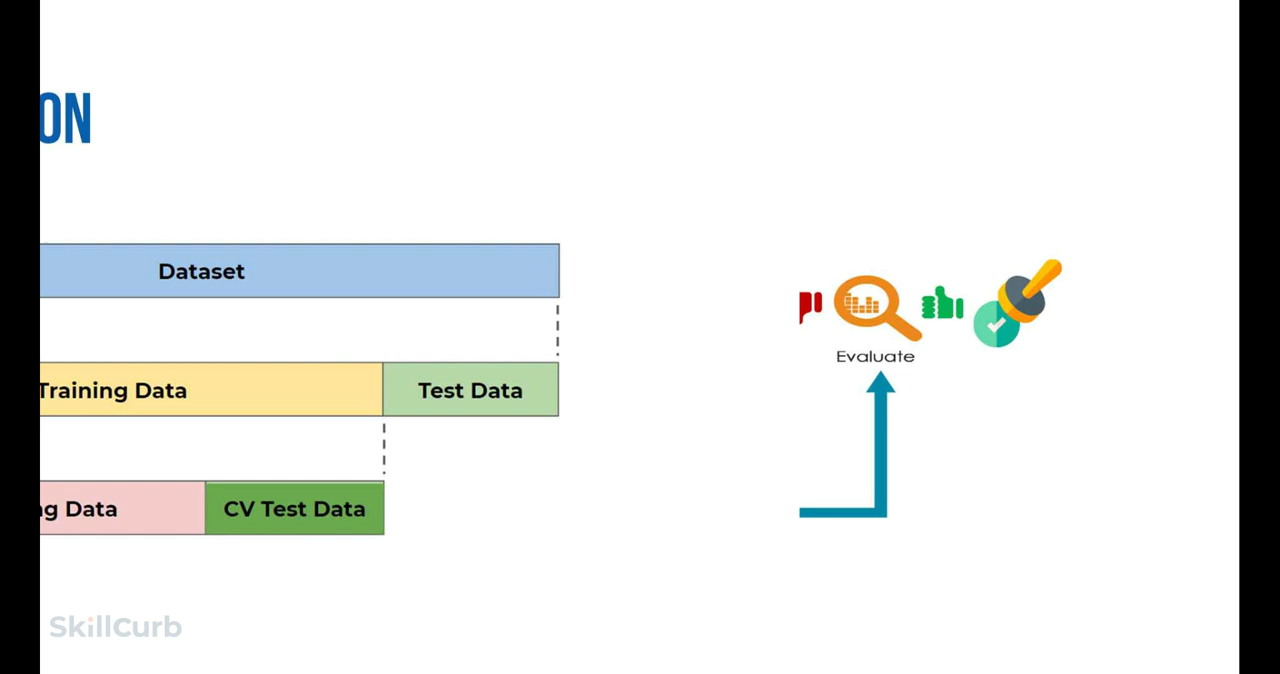 ON
Dataset
Evaluate
Training Data
Test Data
g Data
CV Test Data
SkillCurb